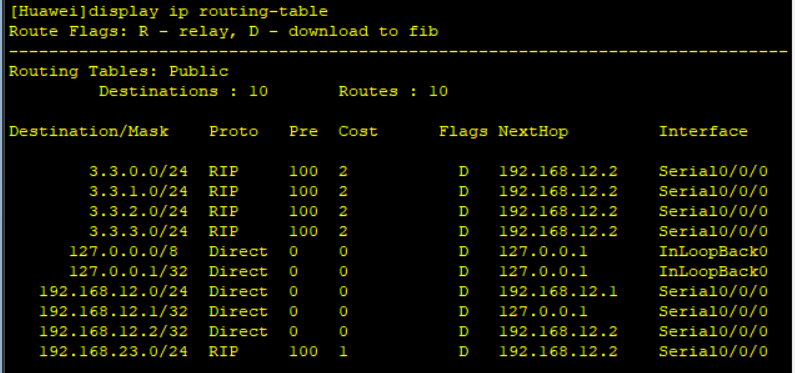 [Huawei]display ip routing-table
Route Flags: R - relay, D - download to fib
------------------------------------------------------------------------------
Routing Tables: Public
         Destinations : 10       Routes : 10

Destination/Mask    Proto   Pre  Cost      Flags NextHop         Interface

        3.3.0.0/24  RIP     100  2           D   192.168.12.2    Serial0/0/0
        3.3.1.0/24  RIP     100  2           D   192.168.12.2    Serial0/0/0
        3.3.2.0/24  RIP     100  2           D   192.168.12.2    Serial0/0/0
        3.3.3.0/24  RIP     100  2           D   192.168.12.2    Serial0/0/0
      127.0.0.0/8   Direct  0    0           D   127.0.0.1       InLoopBack0
      127.0.0.1/32  Direct  0    0           D   127.0.0.1       InLoopBack0
   192.168.12.0/24  Direct  0    0           D   192.168.12.1    Serial0/0/0
   192.168.12.1/32  Direct  0    0           D   127.0.0.1       Serial0/0/0
   192.168.12.2/32  Direct  0    0           D   192.168.12.2    Serial0/0/0
   192.168.23.0/24  RIP     100  1           D   192.168.12.2    Serial0/0/0